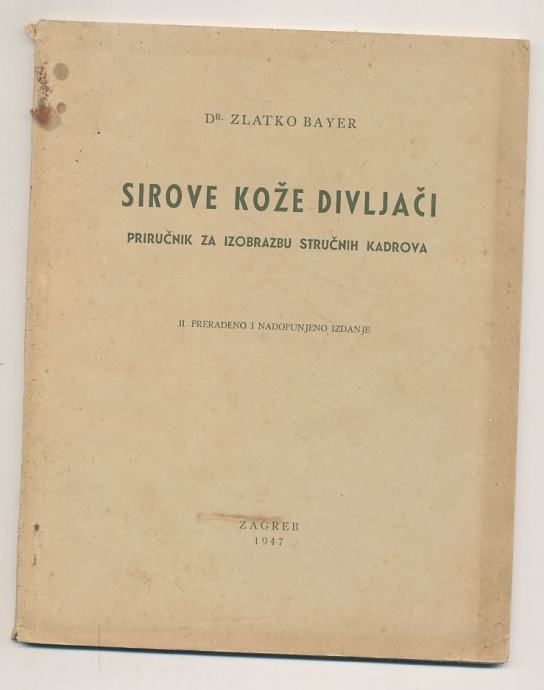 DR. ZLATKO BAYER
SIROVE KOŽE DIVLJAČI
PRIRUČNIK ZA IZOBRAZBU STRUČNIH KADROVA
II. PRERAĐENO I NADOPUNJENO IZDANJE
ZAGREB
1947